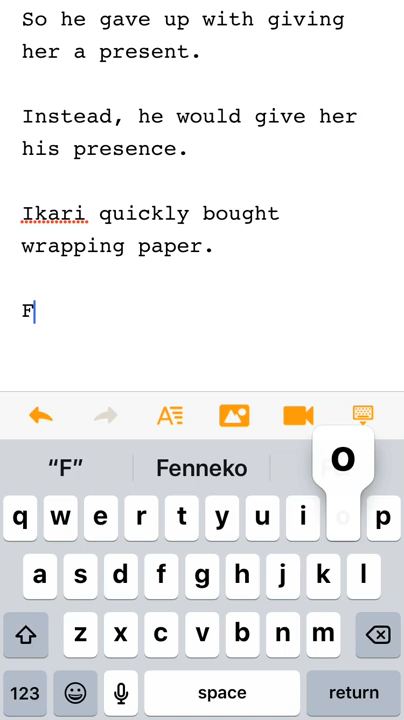 So he gave up with giving
her a present.
Instead, he would give her
his presence.
Ikari quickly bought
wrapping paper.
F
A
o
“F” Fenneko
q w e r t y u i o p
a s d f g h j k l
z x c v b n m
123 space return